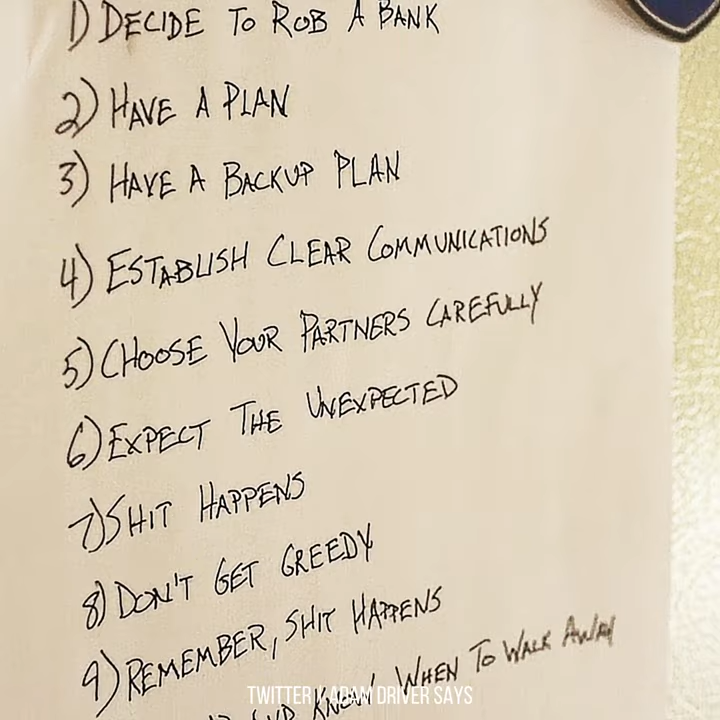 1) DECIDE TO ROB A BANK
2) HAVE A PLAN
3) HAVE A BACKUP PLAN
4) ESTABLISH CLEAR COMMUNICATIONS
5) CHOOSE YOUR PARTNERS CAREFULLY
6) EXPECT THE UNEXPECTED
7) SHIT HAPPENS
8) DON'T GET GREEDY
9) REMEMBER, SHIT HAPPENS
KNOW WHEN TO WALK AWAY
TWITTER | ADAM DRIVER SAYS